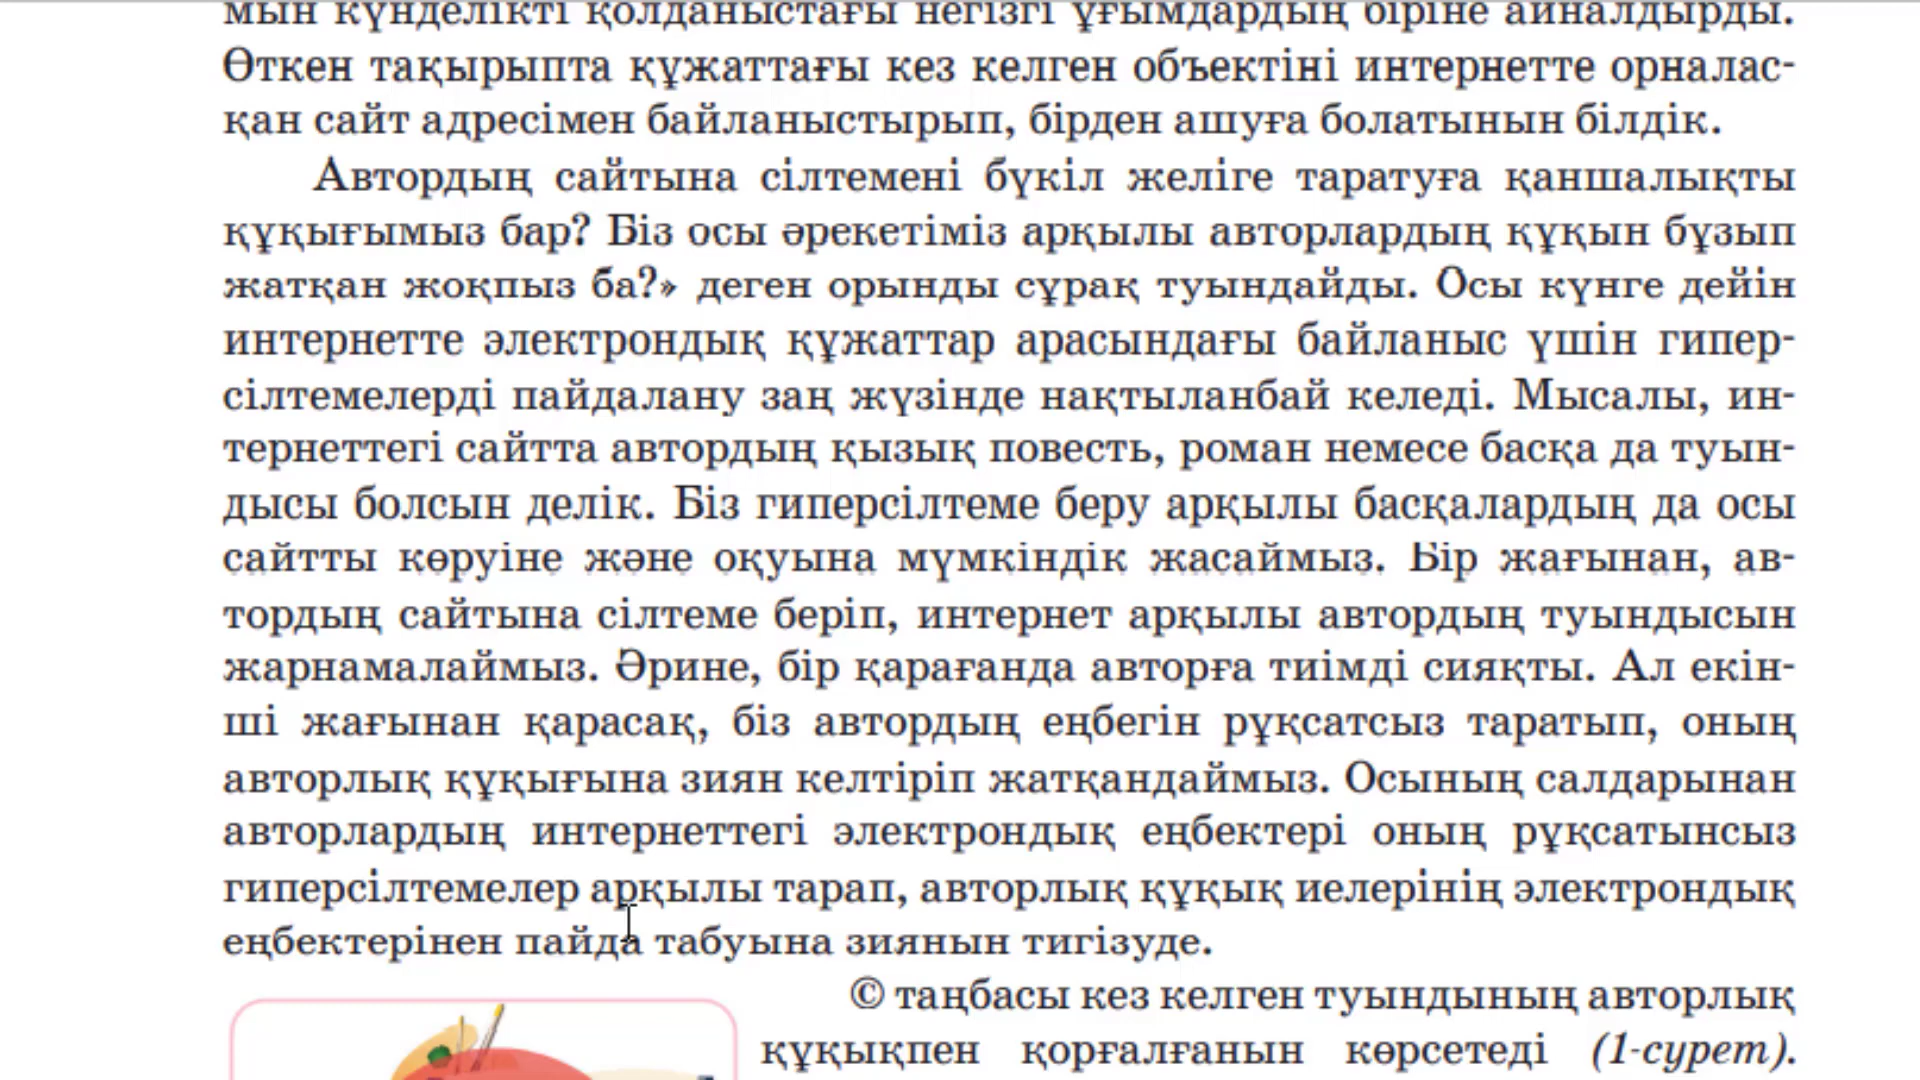 мын күнделікті қолданыстағы негізгі ұғымдардың біріне айналдырды.
Өткен тақырыпта құжаттағы кез келген объектіні интернетте орналас-
қан сайт адресімен байланыстырып, бірден ашуға болатынын білдік.
Автордың сайтына сілтемені бүкіл желіге таратуға қаншалықты
құқығымыз бар? Біз осы әрекетіміз арқылы авторлардың құқын бұзып
жатқан жоқпыз ба?» деген орынды сұрақ туындайды. Осы күнге дейін
интернетте электрондық құжаттар арасындағы байланыс үшін гипер-
сілтемелерді пайдалану заң жүзінде нақтыланбай келеді. Мысалы, ин-
тернеттегі сайтта автордың қызық повесть, роман немесе басқа да туын-
дысы болсын делік. Біз гиперсілтеме беру арқылы басқалардың да осы
сайтты көруіне және оқуына мүмкіндік жасаймыз. Бір жағынан, ав-
тордың сайтына сілтеме беріп, интернет арқылы автордың туындысын
жарнамалаймыз. Әрине, бір қарағанда авторға тиімді сияқты. Ал екін-
ші жағынан қарасақ, біз автордың еңбегін рұқсатсыз таратып, оның
авторлық құқығына зиян келтіріп жатқандаймыз. Осының салдарынан
авторлардың интернеттегі электрондық еңбектері оның рұқсатынсыз
гиперсілтемелер арқылы тарап, авторлық құқық иелерінің электрондық
еңбектерінен пайда табуына зиянын тигізуде.
© таңбасы кез келген туындының авторлық
құқықпен қорғалғанын көрсетеді (1-сурет).